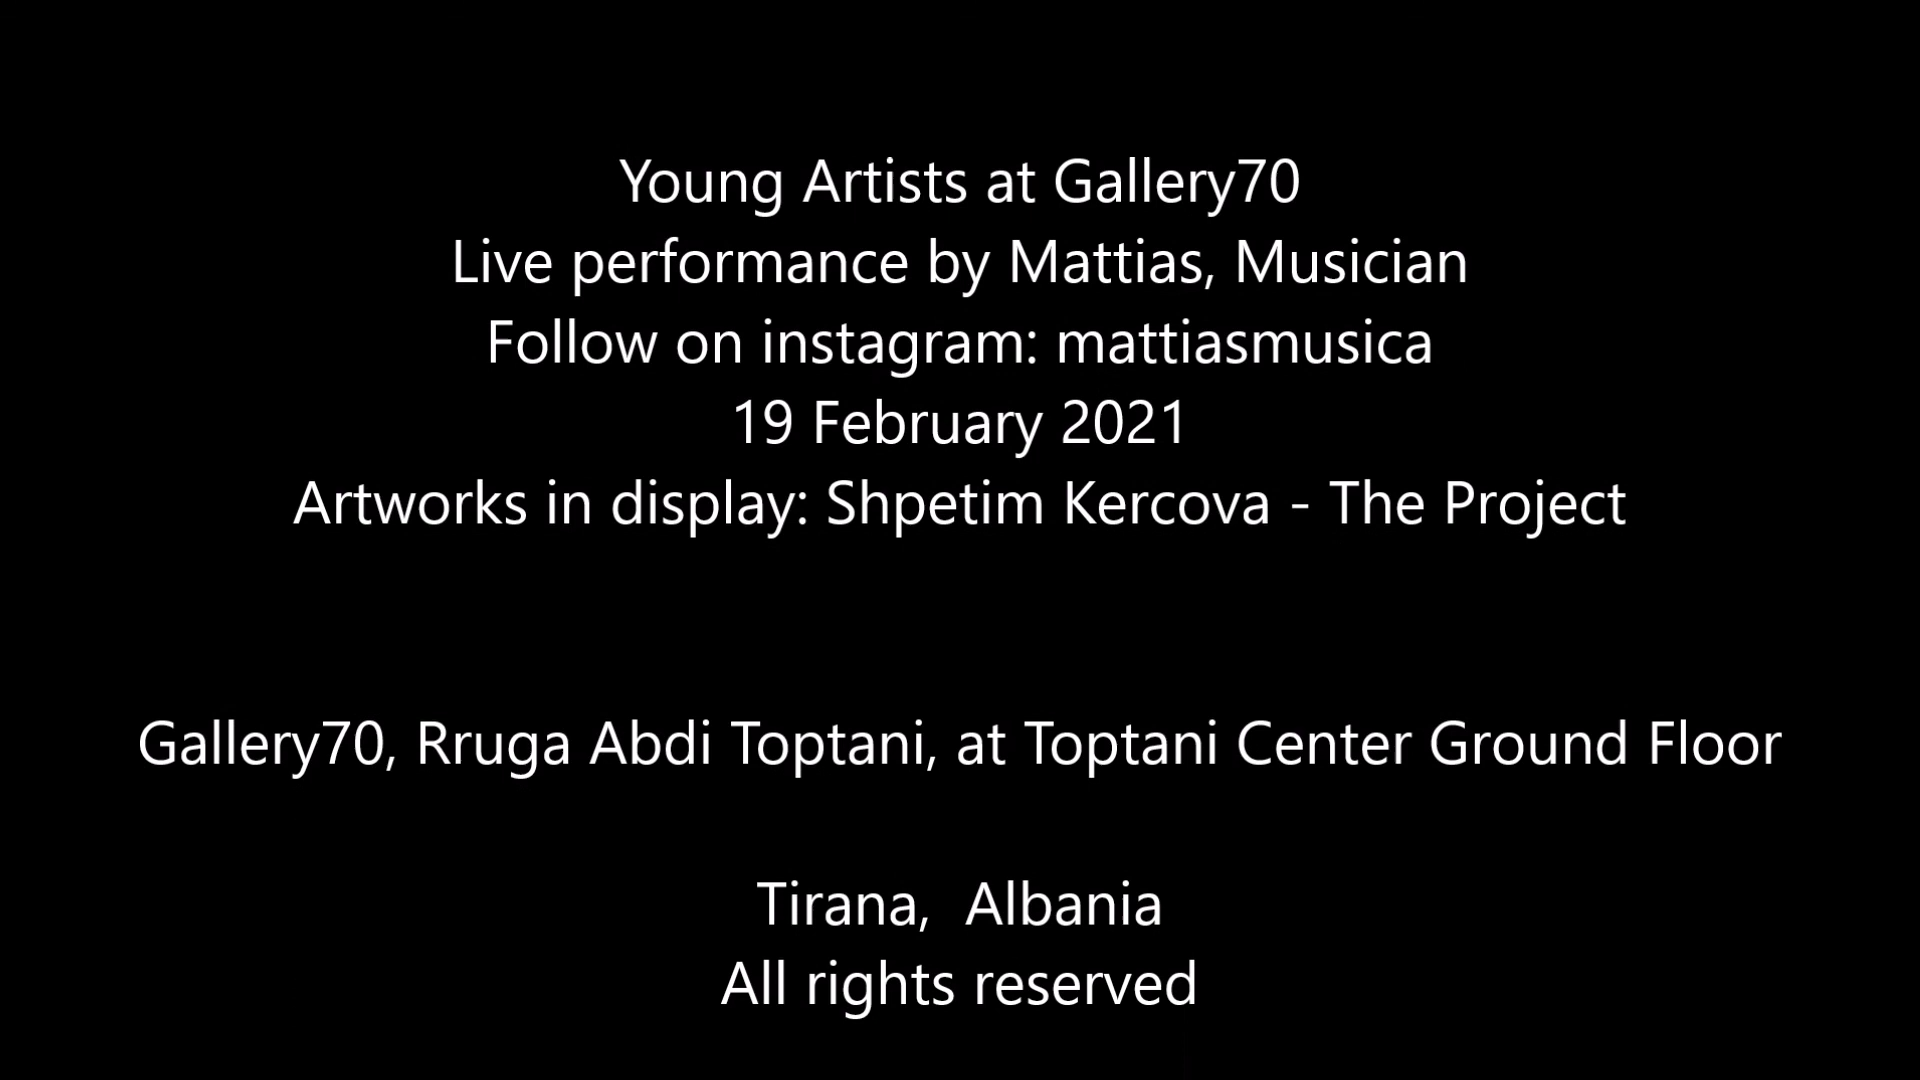 Young Artists at Gallery70
Live performance by Mattias, Musician
Follow on instagram: mattiasmusica
19 February 2021
Artworks in display: Shpetim Kercova - The Project
Gallery70, Rruga Abdi Toptani, at Toptani Center Ground Floor
Tirana,  Albania
All rights reserved